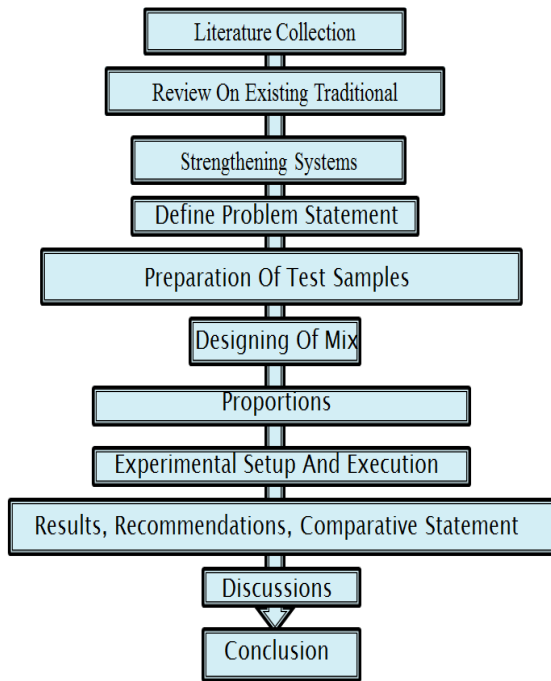 Literature Collection
Review On Existing Traditional
Strengthening Systems
Define Problem Statement
Preparation Of Test Samples
Designing Of Mix
Proportions
Experimental Setup And Execution
Results, Recommendations, Comparative Statement
Discussions
Conclusion